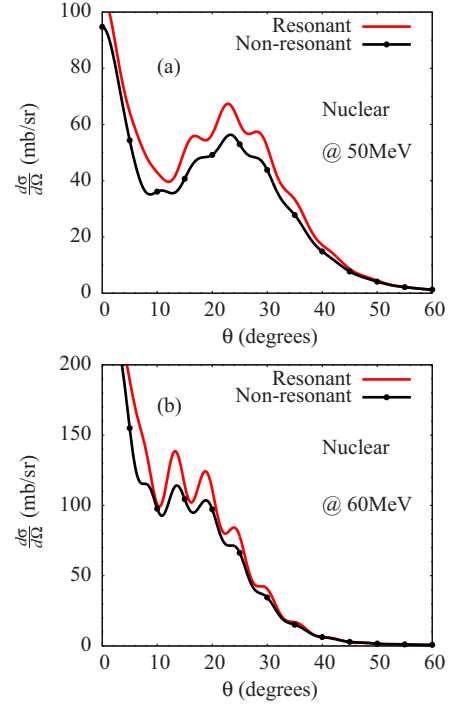 100
80
60
40
20
0
dσ/dΩ (mb/sr)
(a)
Resonant
Non-resonant
Nuclear
@ 50MeV
0 10 20 30 40 50 60
θ (degrees)
200
150
100
50
0
dσ/dΩ (mb/sr)
(b)
Resonant
Non-resonant
Nuclear
@ 60MeV
0 10 20 30 40 50 60
θ (degrees)